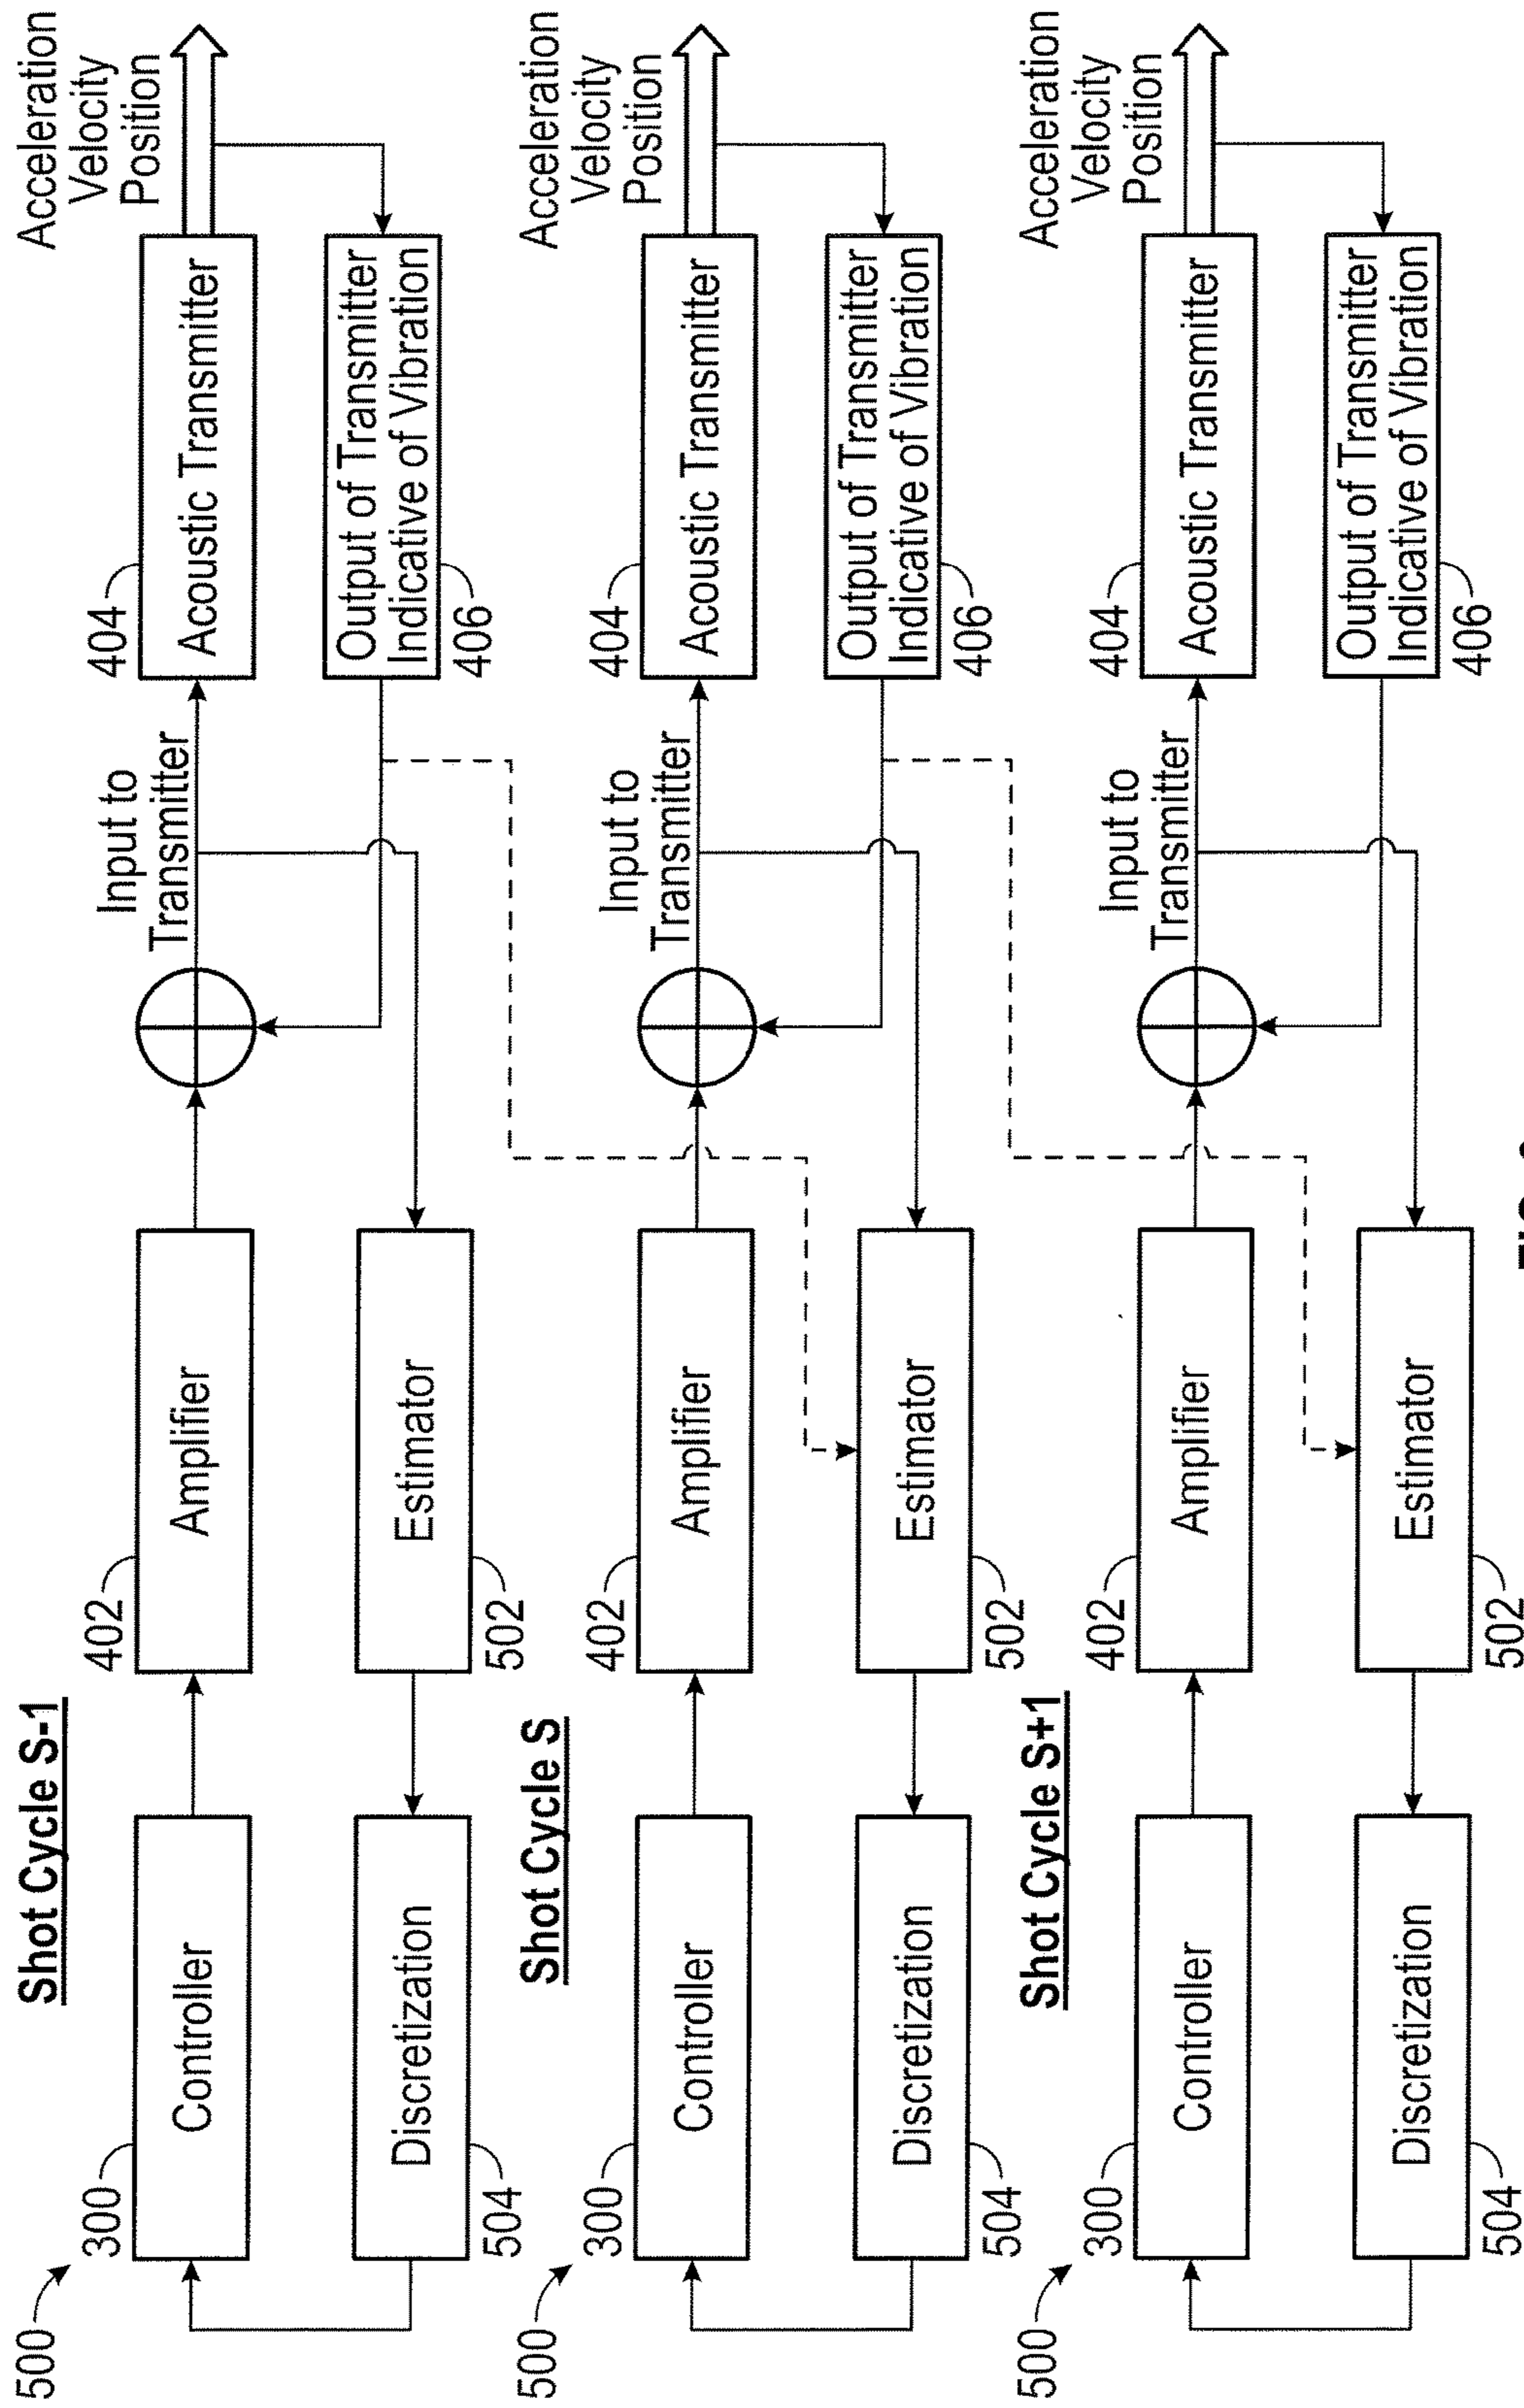 Shot Cycle S-1
500
300
Controller
402
Amplifier
Input to
Transmitter
404
Acoustic Transmitter
Acceleration
Velocity
Position
Discretization
504
Estimator
502
Output of Transmitter
Indicative of Vibration
406
Shot Cycle S
500
300
Controller
402
Amplifier
Input to
Transmitter
404
Acoustic Transmitter
Acceleration
Velocity
Position
Discretization
504
Estimator
502
Output of Transmitter
Indicative of Vibration
406
Shot Cycle S+1
500
300
Controller
402
Amplifier
Input to
Transmitter
404
Acoustic Transmitter
Acceleration
Velocity
Position
Discretization
504
Estimator
502
Output of Transmitter
Indicative of Vibration
406